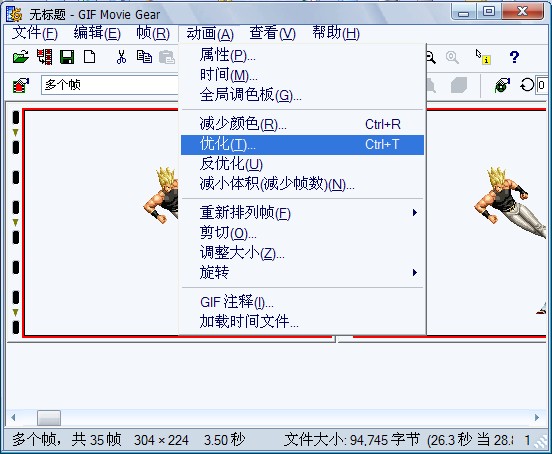 无标题 - GIF Movie Gear
文件(F) 编辑(E) 帧(R) 动画(A) 查看(V) 帮助(H)
多个帧
0
属性(P)...
时间(M)...
全局调色板(G)...
减少颜色(R)... Ctrl+R
优化(T)... Ctrl+T
反优化(U)
减小体积(减少帧数)(N)...
重新排列帧(F)
剪切(O)...
调整大小(Z)...
旋转
GIF 注释(I)...
加载时间文件...
多个帧，共 35 帧 304 × 224 3.50 秒 文件大小: 94,745 字节 (26.3 秒 当 28.8 1